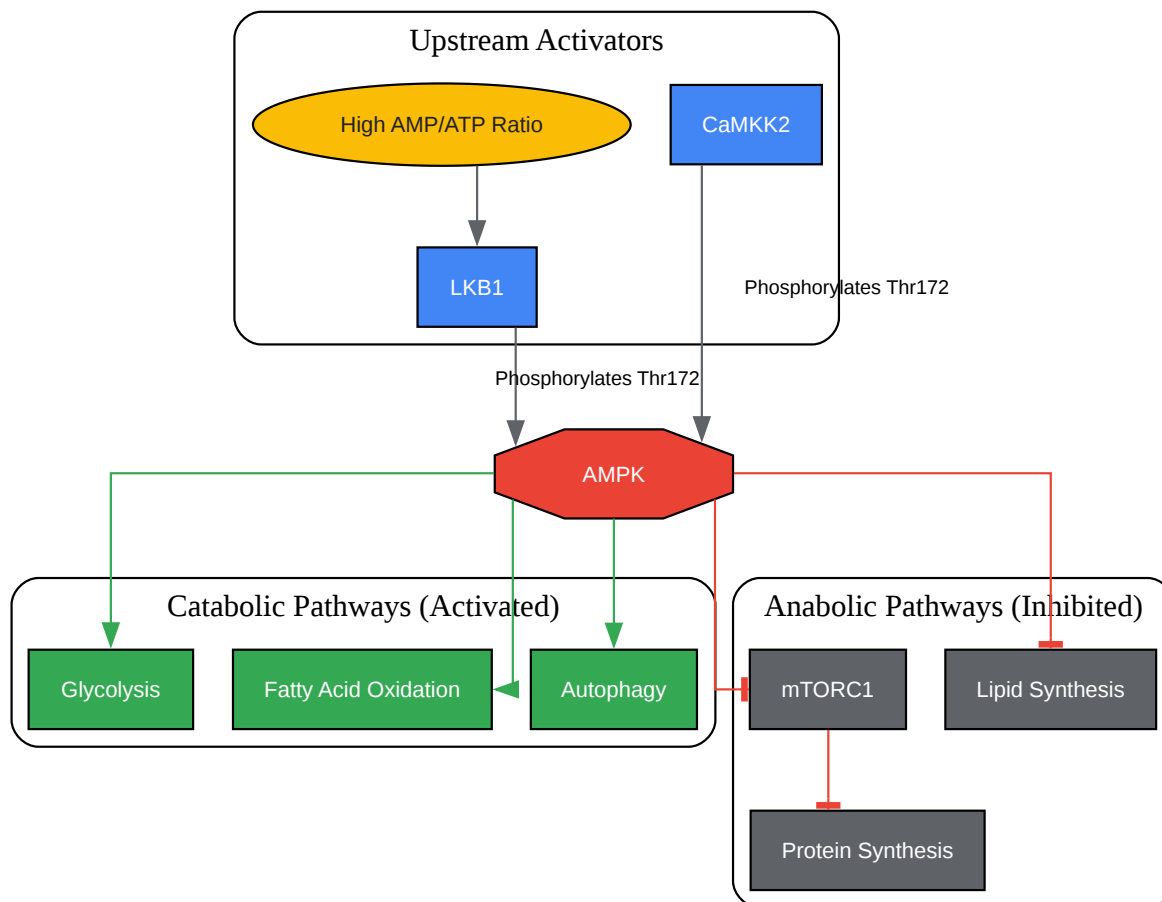 Upstream Activators
High AMP/ATP Ratio
CaMKK2
LKB1
Phosphorylates Thr172
Phosphorylates Thr172
AMPK
Catabolic Pathways (Activated)
Anabolic Pathways (Inhibited)
Glycolysis
Fatty Acid Oxidation
Autophagy
mTORC1
Lipid Synthesis
Protein Synthesis